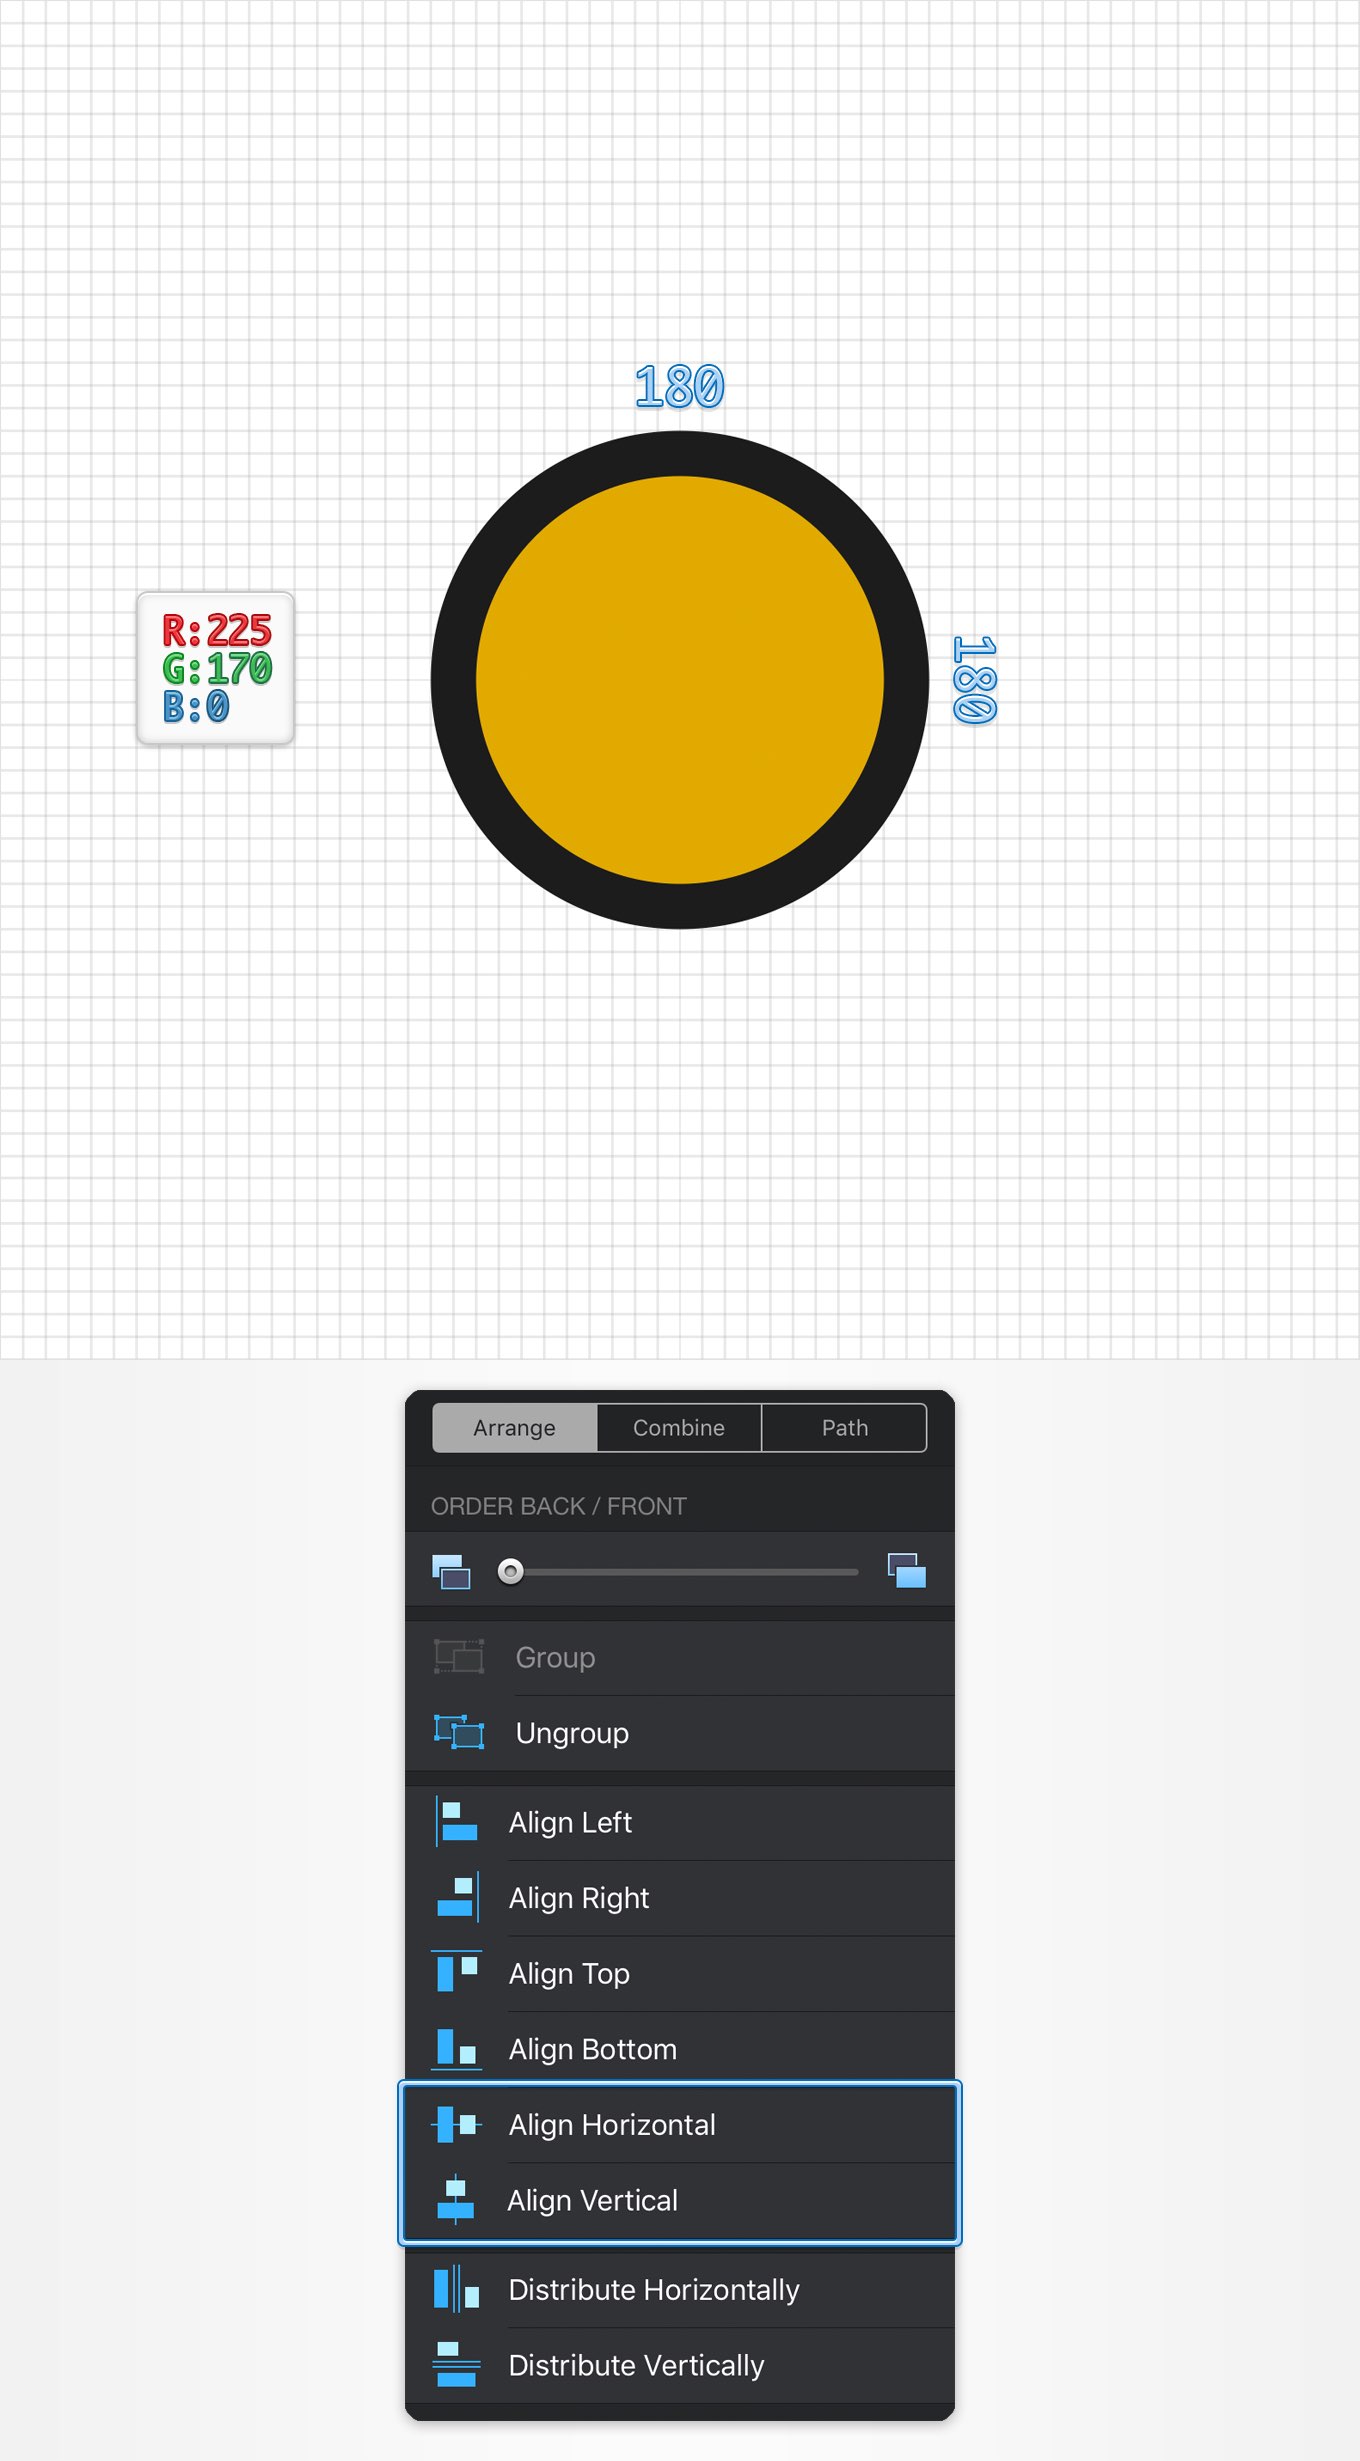 180
R:225
G:170
B:0
180
Arrange
Combine
Path
ORDER BACK / FRONT
Group
Ungroup
Align Left
Align Right
Align Top
Align Bottom
Align Horizontal
Align Vertical
Distribute Horizontally
Distribute Vertically